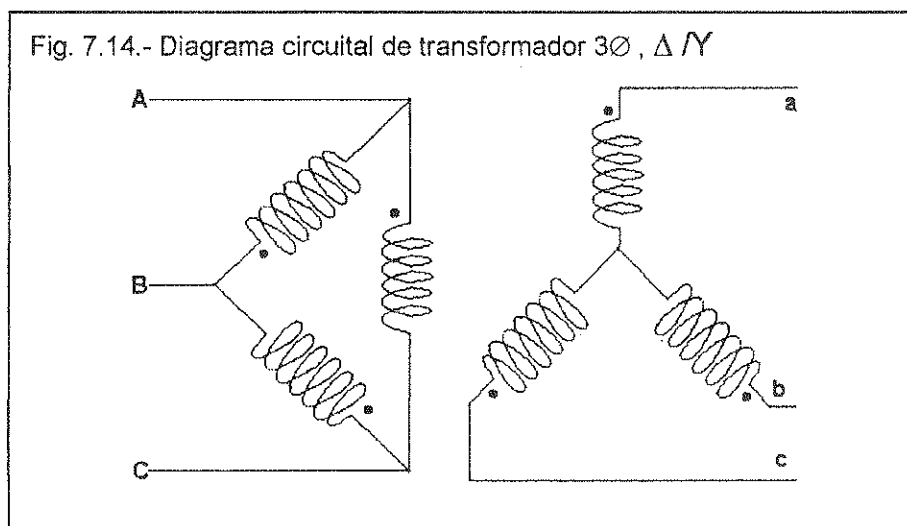 Fig. 7.14.- Diagrama circuital de transformador 3∅ , Δ /Y
A
a
B
b
C
c